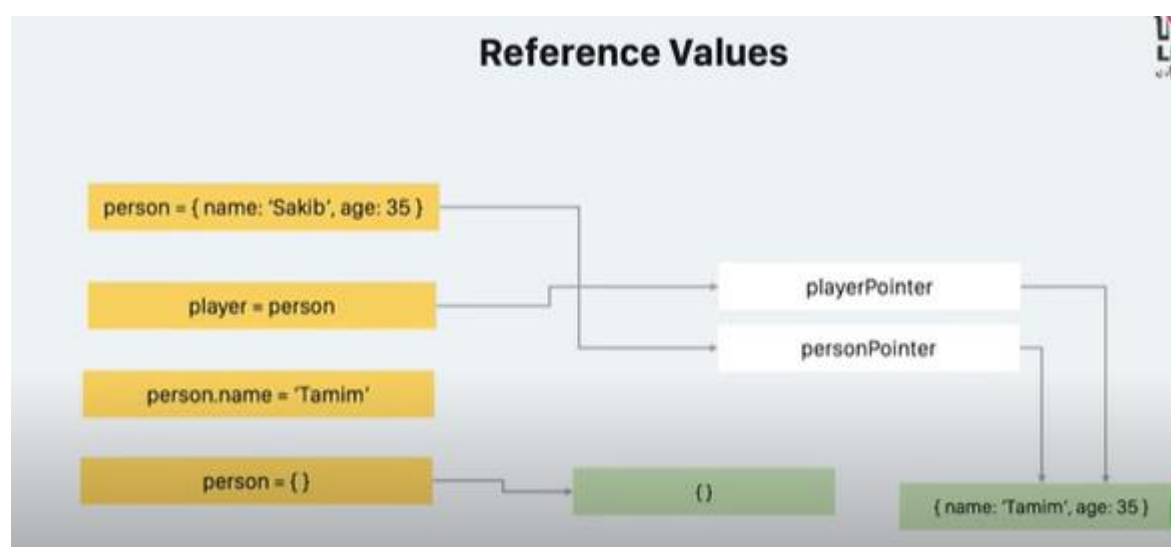 Reference Values
person = { name: 'Sakib', age: 35 }
player = person
playerPointer
personPointer
person.name = 'Tamim'
person = { }
{}
{ name: 'Tamim', age: 35 }